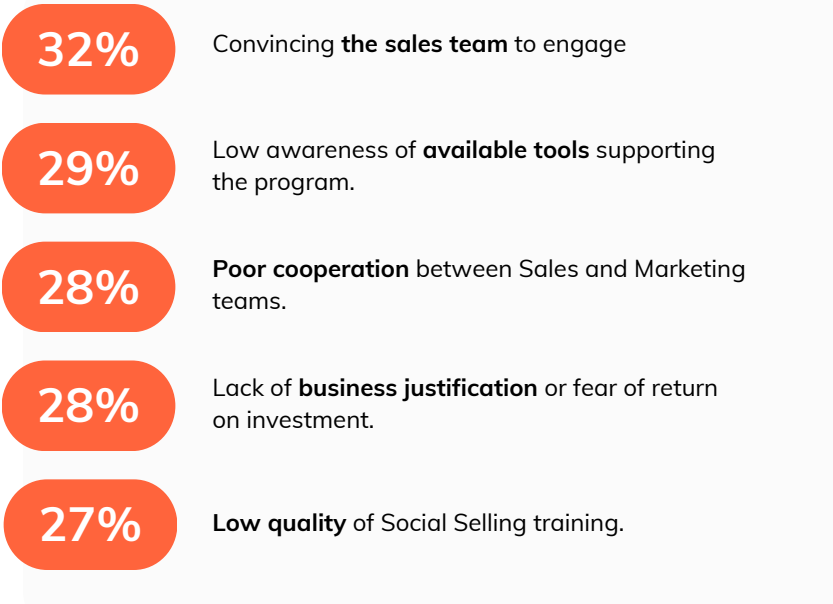 32%
Convincing the sales team to engage
29%
Low awareness of available tools supporting
the program.
28%
Poor cooperation between Sales and Marketing
teams.
28%
Lack of business justification or fear of return
on investment.
27%
Low quality of Social Selling training.